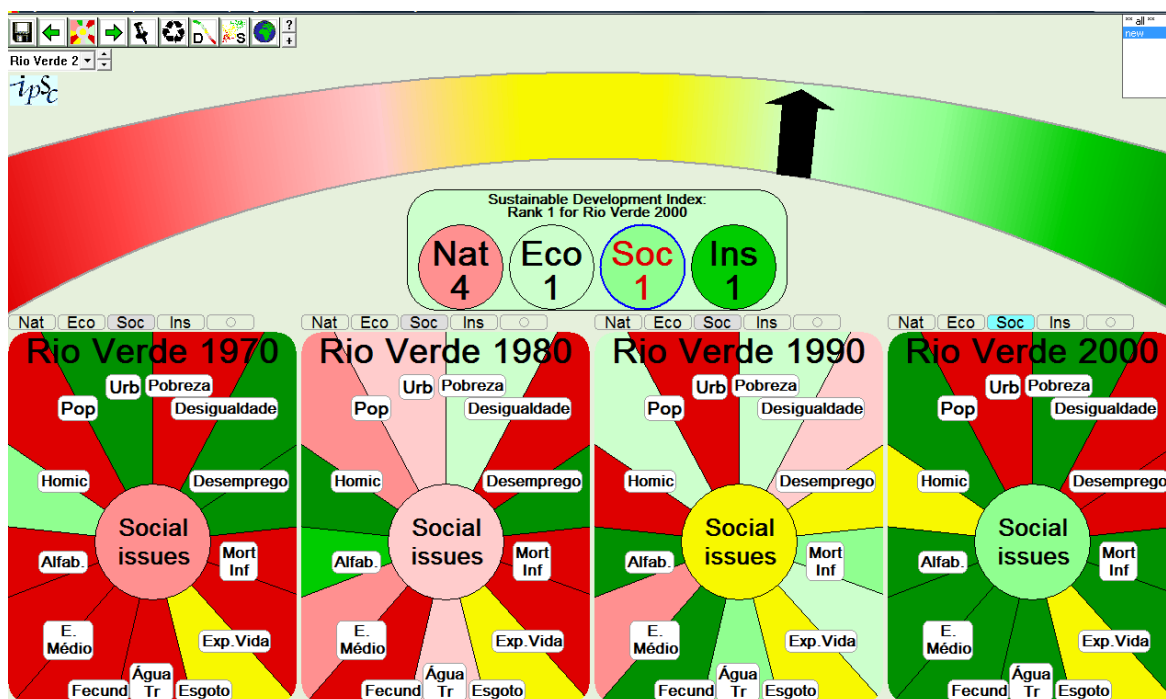 ** all **
D
S
?
+
new
Rio Verde 2
ipsc
Sustainable Development Index:
Rank 1 for Rio Verde 2000
Nat Eco Soc Ins
4 1 1 1
Nat Eco Soc Ins
Nat Eco Soc Ins
Nat Eco Soc Ins
Nat Eco Soc Ins
Rio Verde 1970
Urb
Pobreza
Pop
Desigualdade
Homic
Desemprego
Social
issues
Alfab.
Mort
Inf
E.
Médio
Exp.Vida
Fecund
Água
Tr
Esgoto
Rio Verde 1980
Urb
Pobreza
Pop
Desigualdade
Homic
Desemprego
Social
issues
Alfab.
Mort
Inf
E.
Médio
Exp.Vida
Fecund
Água
Tr
Esgoto
Rio Verde 1990
Urb
Pobreza
Pop
Desigualdade
Homic
Desemprego
Social
issues
Alfab.
Mort
Inf
E.
Médio
Exp.Vida
Fecund
Água
Tr
Esgoto
Rio Verde 2000
Urb
Pobreza
Pop
Desigualdade
Homic
Desemprego
Social
issues
Alfab.
Mort
Inf
E.
Médio
Exp.Vida
Fecund
Água
Tr
Esgoto